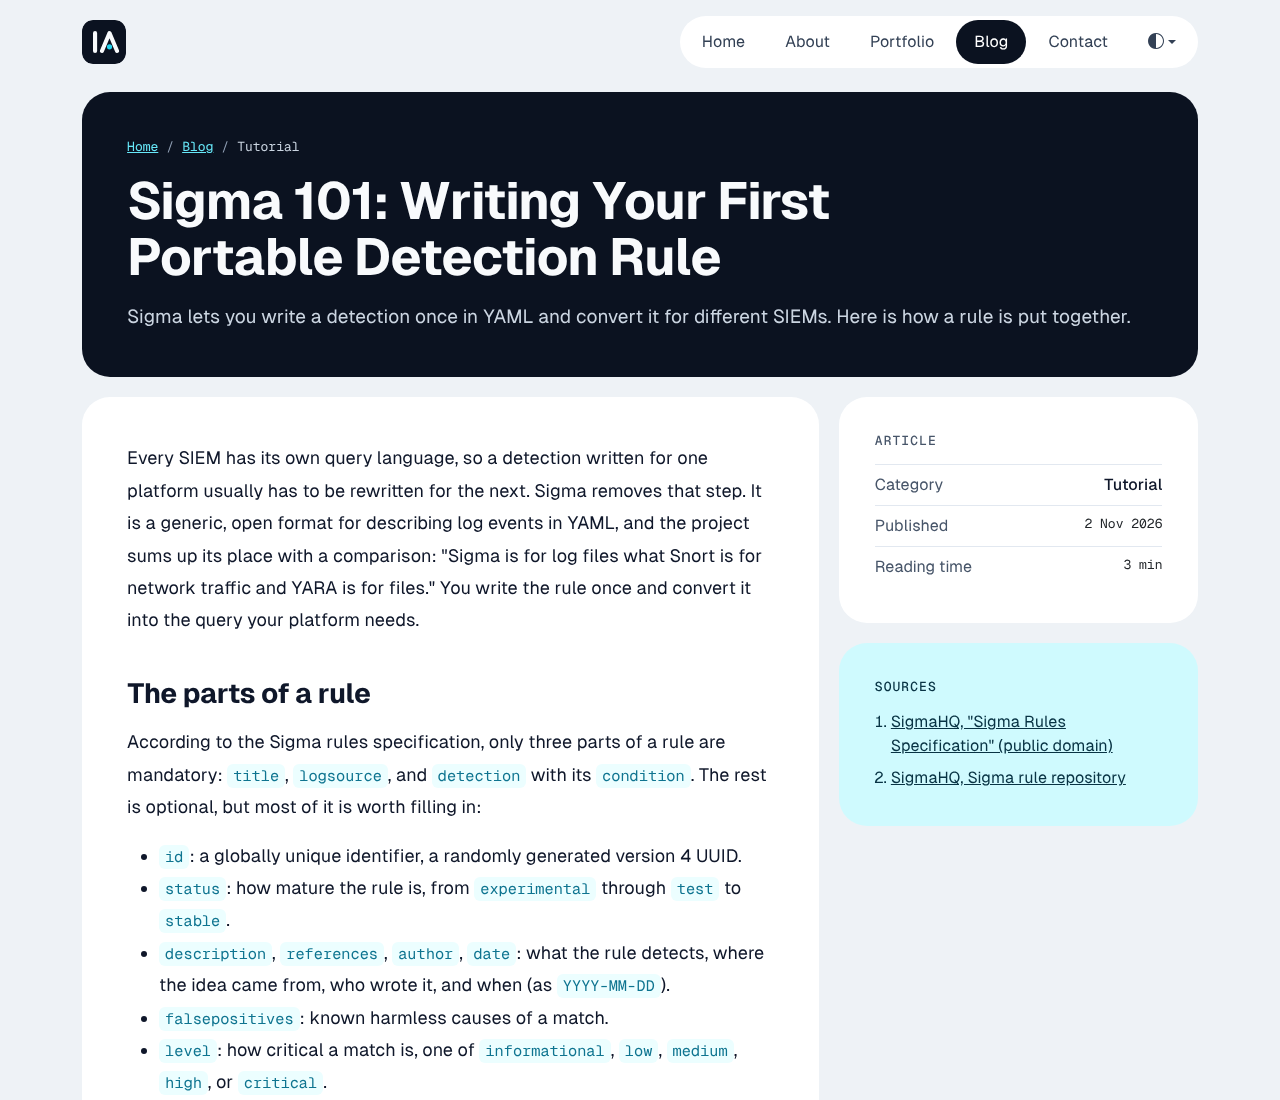 IA
Home About Portfolio Blog Contact
Home / Blog / Tutorial
Sigma 101: Writing Your First
Portable Detection Rule
Sigma lets you write a detection once in YAML and convert it for different SIEMs. Here is how a rule is put together.
Every SIEM has its own query language, so a detection written for one
platform usually has to be rewritten for the next. Sigma removes that step. It
is a generic, open format for describing log events in YAML, and the project
sums up its place with a comparison: "Sigma is for log files what Snort is for
network traffic and YARA is for files." You write the rule once and convert it
into the query your platform needs.
The parts of a rule
According to the Sigma rules specification, only three parts of a rule are
mandatory: title, logsource, and detection with its condition. The rest
is optional, but most of it is worth filling in:
• id: a globally unique identifier, a randomly generated version 4 UUID.
• status: how mature the rule is, from experimental through test to
stable.
• description, references, author, date: what the rule detects, where
the idea came from, who wrote it, and when (as YYYY-MM-DD).
• falsepositives: known harmless causes of a match.
• level: how critical a match is, one of informational, low, medium,
high, or critical.
ARTICLE
Category Tutorial
Published 2 Nov 2026
Reading time 3 min
SOURCES
1. SigmaHQ, "Sigma Rules
Specification" (public domain)
2. SigmaHQ, Sigma rule repository